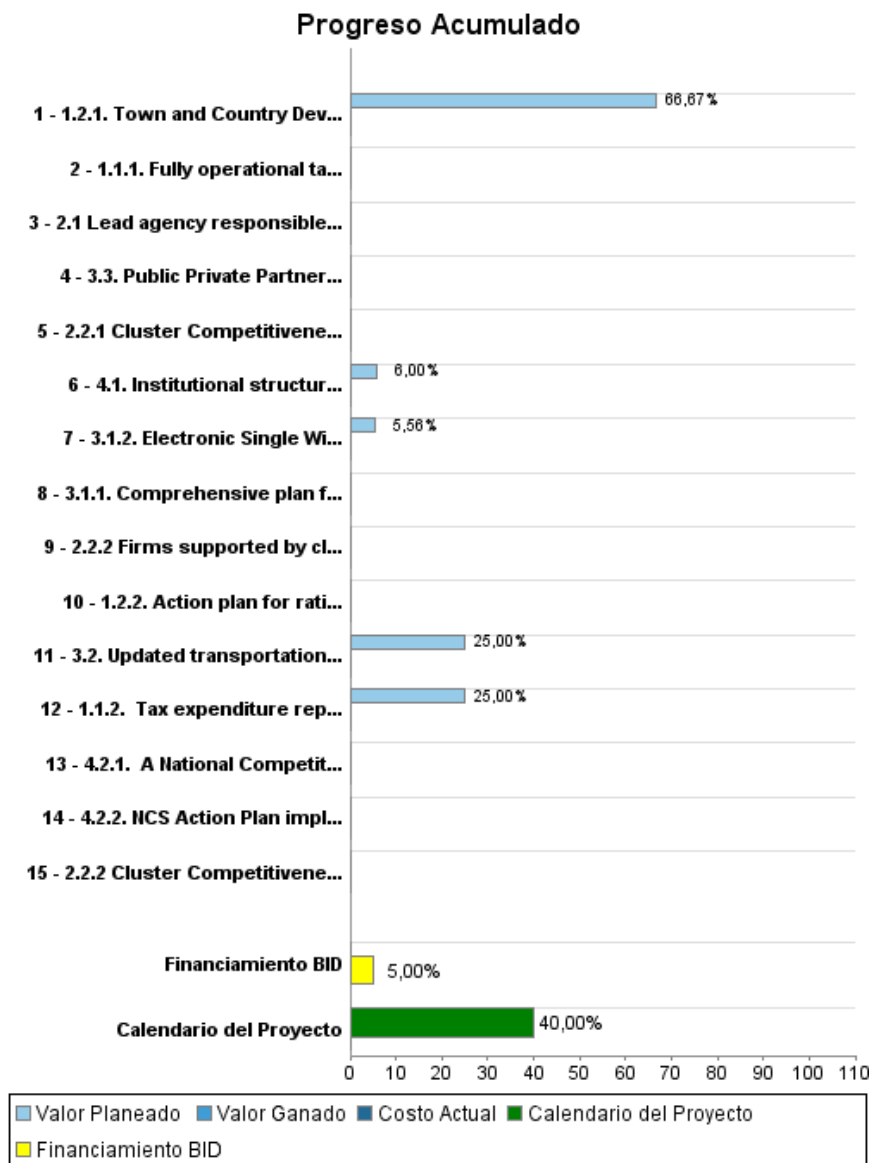 Progreso Acumulado
1 - 1.2.1. Town and Country Dev...
66,67%
2 - 1.1.1. Fully operational ta...
3 - 2.1 Lead agency responsible...
4 - 3.3. Public Private Partner...
5 - 2.2.1 Cluster Competitivene...
6 - 4.1. Institutional structur...
6,00%
7 - 3.1.2. Electronic Single Wi...
5,56%
8 - 3.1.1. Comprehensive plan f...
9 - 2.2.2 Firms supported by cl...
10 - 1.2.2. Action plan for rati...
11 - 3.2. Updated transportation...
25,00%
12 - 1.1.2.  Tax expenditure rep...
25,00%
13 - 4.2.1.  A National Competit...
14 - 4.2.2. NCS Action Plan impl...
15 - 2.2.2 Cluster Competitivene...
Financiamiento BID
5,00%
Calendario del Proyecto
40,00%
0 10 20 30 40 50 60 70 80 90 100 110
Valor Planeado Valor Ganado Costo Actual Calendario del Proyecto
Financiamiento BID